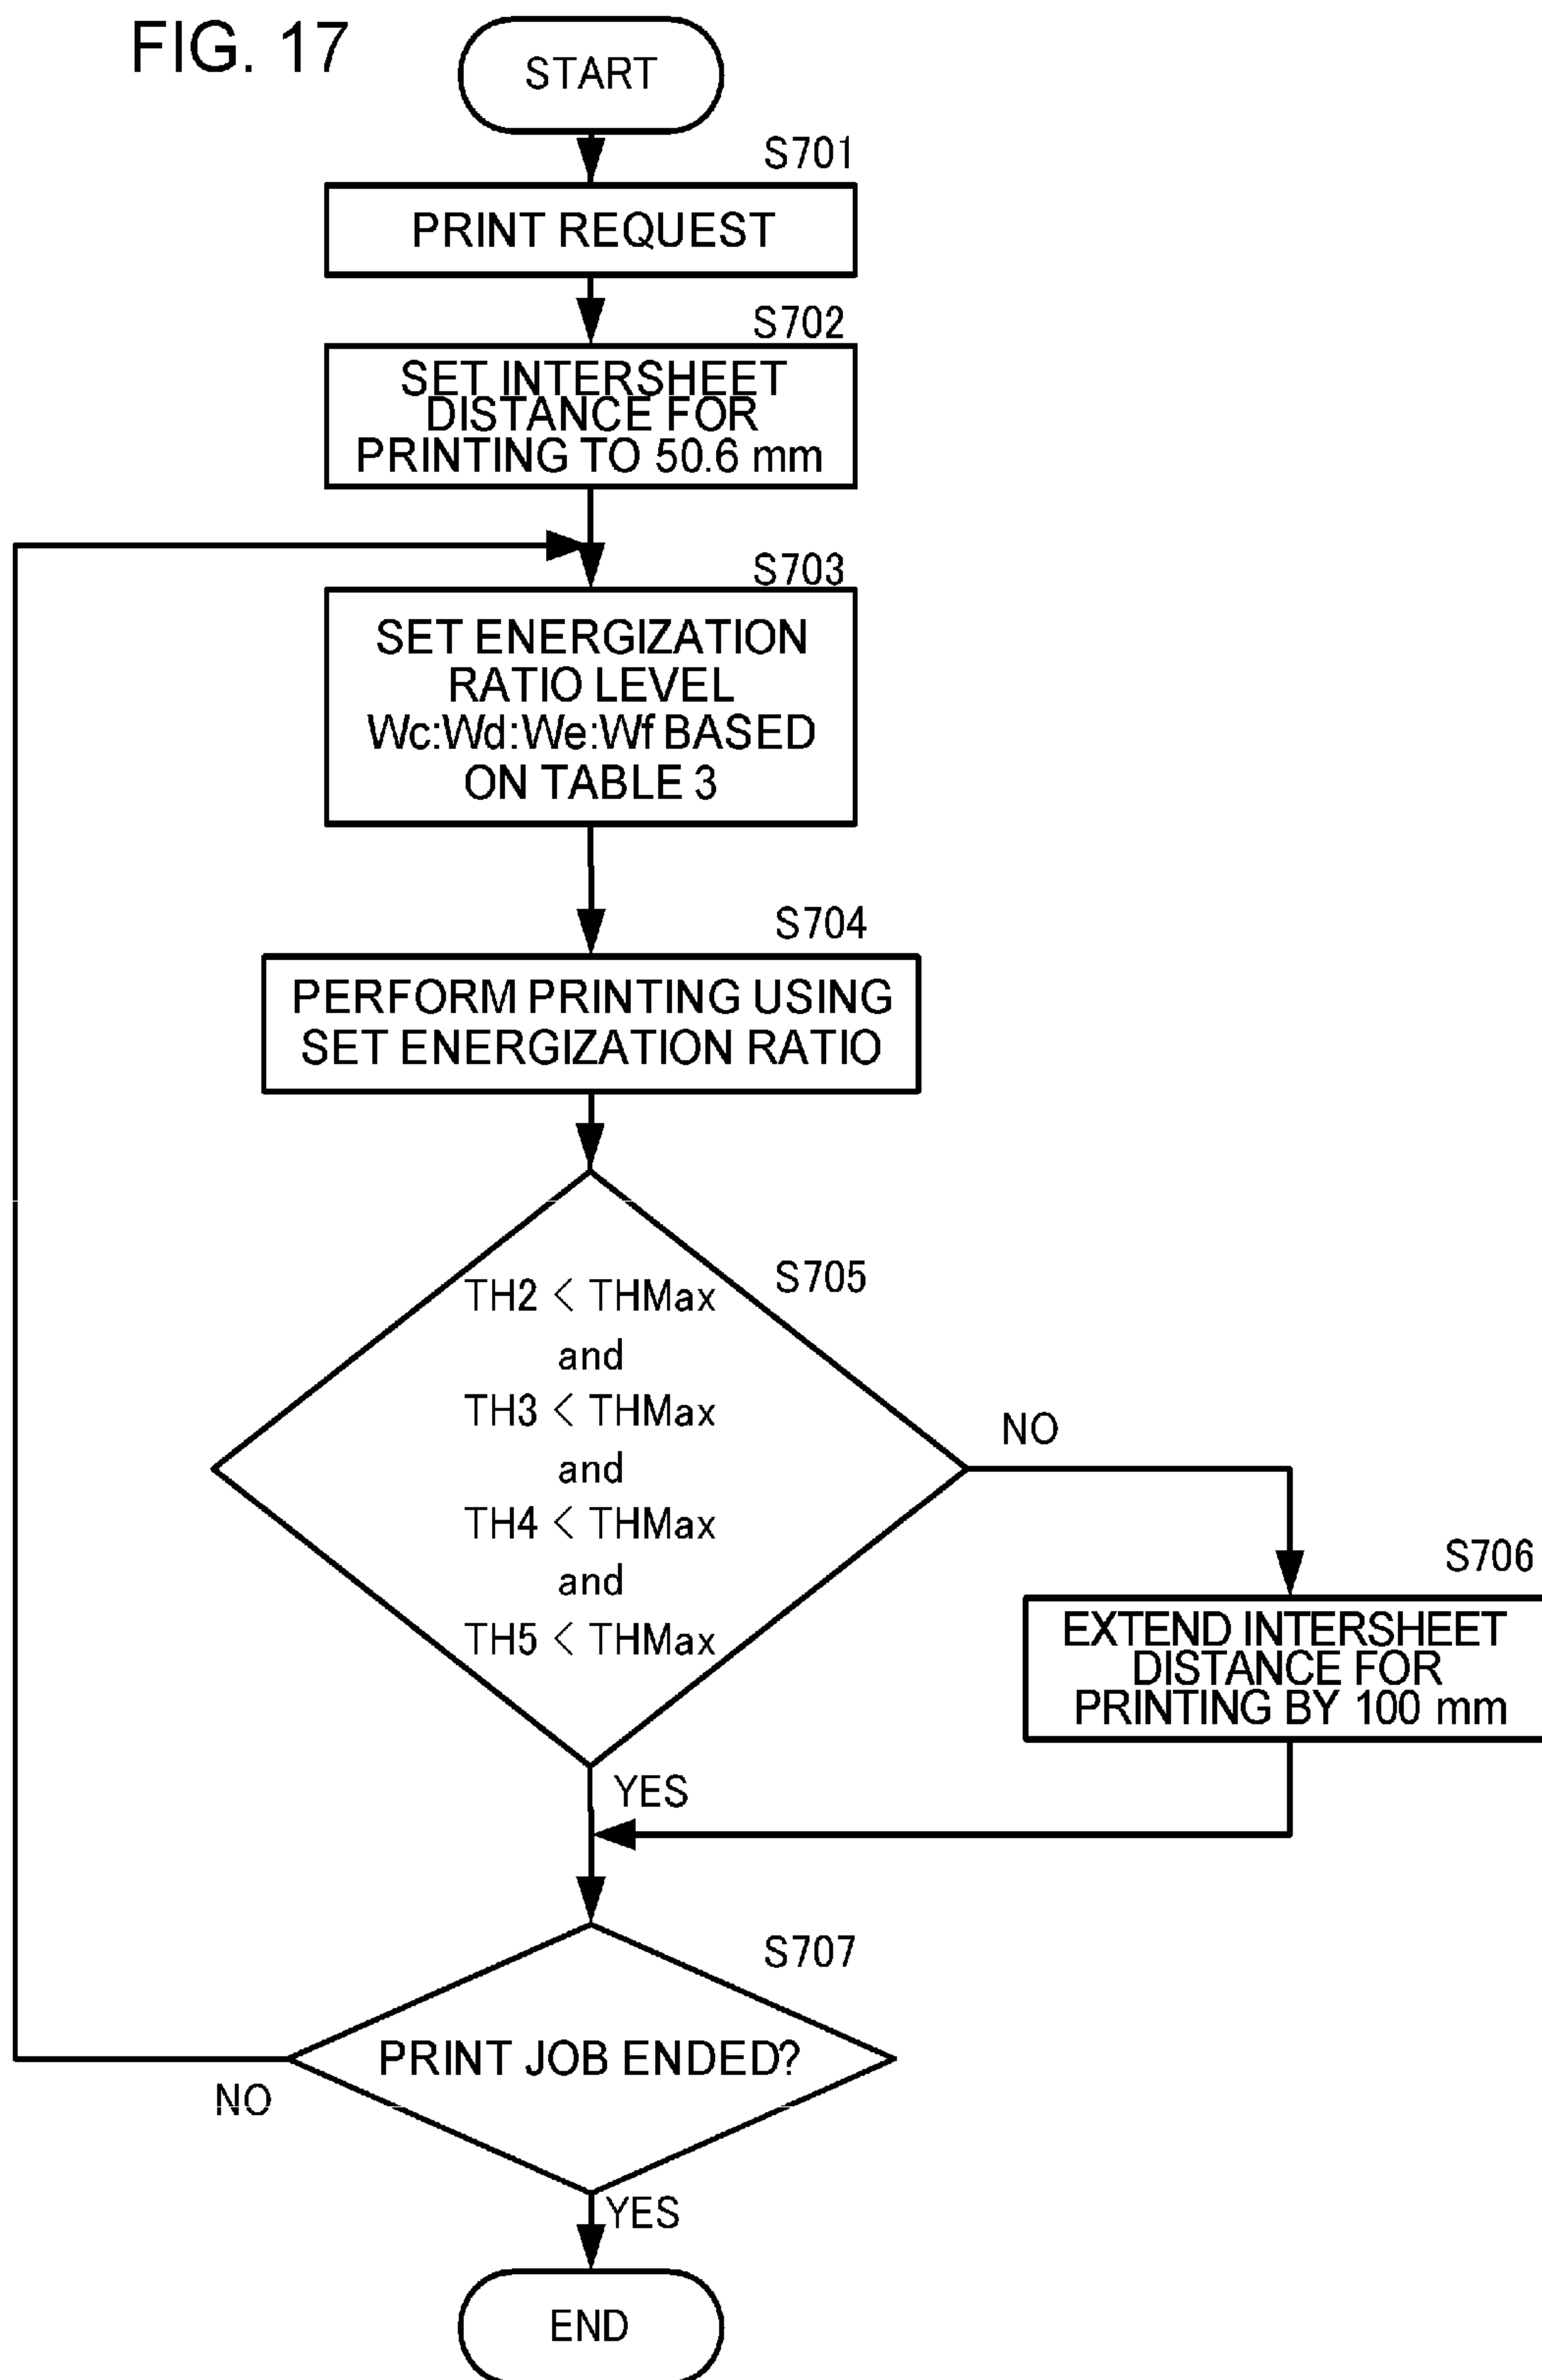 FIG. 17
START
S701
PRINT REQUEST
S702
SET INTERSHEET
DISTANCE FOR
PRINTING TO 50.6 mm
S703
SET ENERGIZATION
RATIO LEVEL
Wc:Wd:We:Wf BASED
ON TABLE 3
S704
PERFORM PRINTING USING
SET ENERGIZATION RATIO
S705
TH2 < THMax
and
TH3 < THMax
and
TH4 < THMax
and
TH5 < THMax
NO
S706
EXTEND INTERSHEET
DISTANCE FOR
PRINTING BY 100 mm
YES
S707
PRINT JOB ENDED?
NO
YES
END